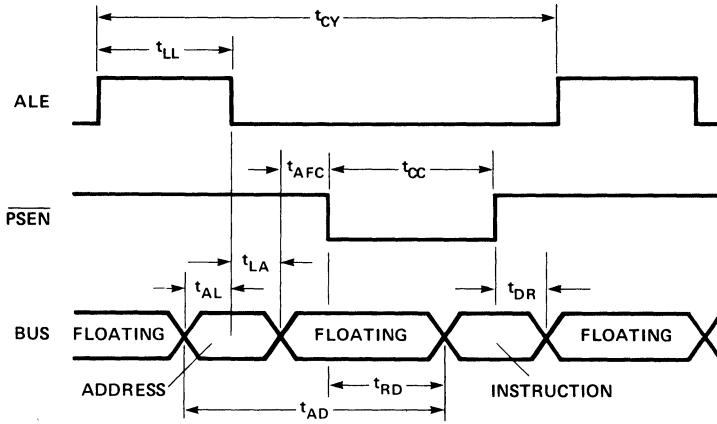 tCY
tLL
ALE
tAFC
tCC
PSEN
tLA
tAL
tDR
BUS
FLOATING
FLOATING
FLOATING
ADDRESS
tRD
INSTRUCTION
tAD